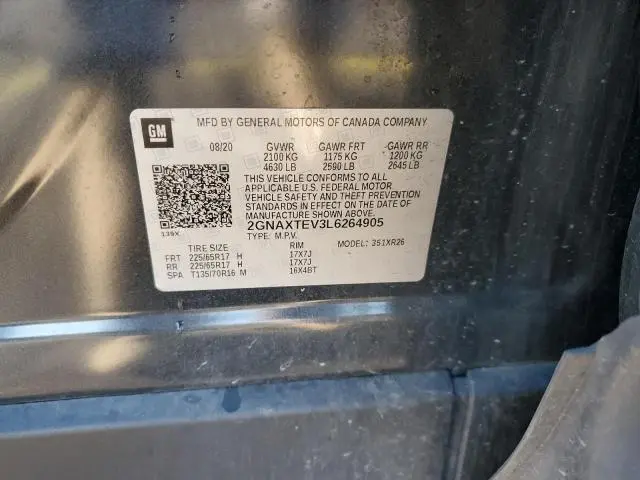 MFD BY GENERAL MOTORS OF CANADA COMPANY
GM
08/20 GVWR GAWR FRT GAWR RR
2100 KG 1175 KG 1200 KG
4630 LB 2590 LB 2645 LB
THIS VEHICLE CONFORMS TO ALL
APPLICABLE U.S. FEDERAL MOTOR
VEHICLE SAFETY AND THEFT PREVENTION
STANDARDS IN EFFECT ON THE DATE OF
MANUFACTURE SHOWN ABOVE.
2GNAXTEV3L6264905
139X
TYPE: M.P.V. MODEL: 351XR26
TIRE SIZE RIM
FRT 225/65R17 H 17X7J
RR 225/65R17 H 17X7J
SPA T135/70R16 M 16X4BT